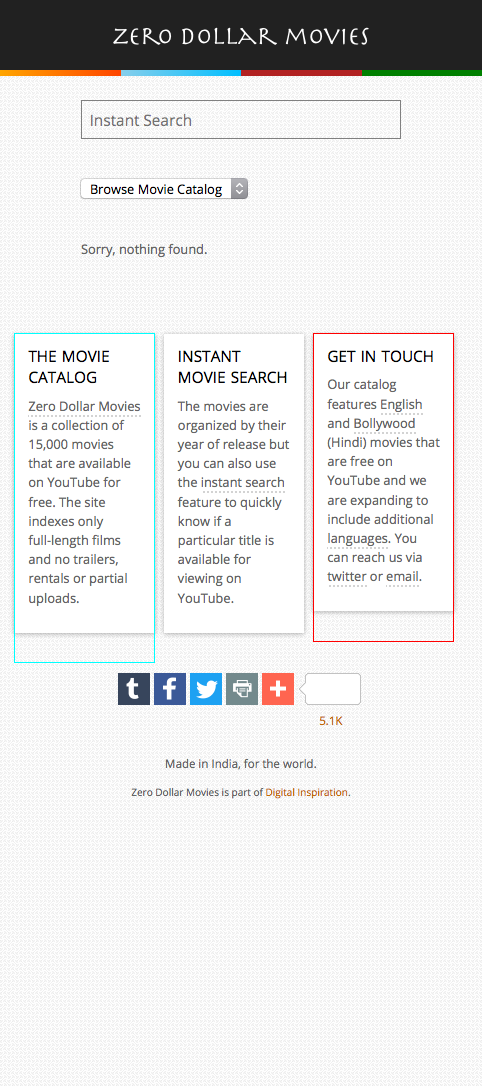 ZERO DOLLAR MOVIES
Instant Search
Browse Movie Catalog
Sorry, nothing found.
THE MOVIE
CATALOG
Zero Dollar Movies
is a collection of
15,000 movies
that are available
on YouTube for
free. The site
indexes only
full-length films
and no trailers,
rentals or partial
uploads.
INSTANT
MOVIE SEARCH
The movies are
organized by their
year of release but
you can also use
the instant search
feature to quickly
know if a
particular title is
available for
viewing on
YouTube.
GET IN TOUCH
Our catalog
features English
and Bollywood
(Hindi) movies that
are free on
YouTube and we
are expanding to
include additional
languages. You
can reach us via
twitter or email.
5.1K
Made in India, for the world.
Zero Dollar Movies is part of Digital Inspiration.